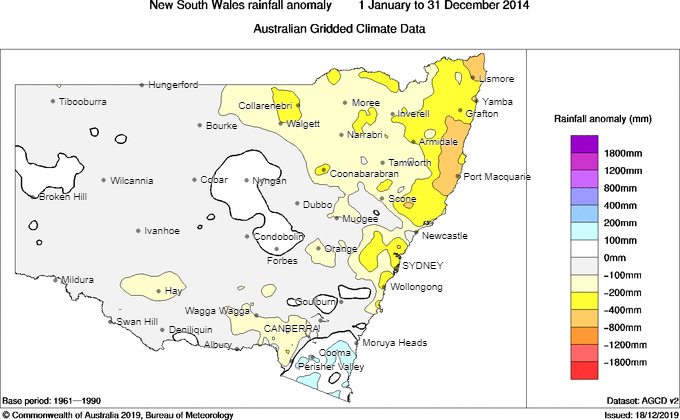 New South Wales rainfall anomaly 1 January to 31 December 2014
Australian Gridded Climate Data
Hungerford
Lismore
Tibooburra
Collarenebri
Moree
Yamba
Inverell
Grafton
Bourke
Walgett
Narrabri
Armidale
Tamworth
Coonabarabran
Port Macquarie
Wilcannia
Cobar
Nyngan
Broken Hill
Scone
Dubbo
Mudgee
Ivanhoe
Condobolin
Newcastle
Orange
Forbes
SYDNEY
Mildura
Hay
Wollongong
Goulburn
Wagga Wagga
Swan Hill
Deniliquin
CANBERRA
Albury
Moruya Heads
Cooma
Perisher Valley
Rainfall anomaly (mm)
1800mm
1200mm
800mm
400mm
200mm
100mm
0mm
-100mm
-200mm
-400mm
-800mm
-1200mm
-1800mm
Base period: 1961—1990
Dataset: AGCD v2
© Commonwealth of Australia 2019, Bureau of Meteorology
Issued: 18/12/2019